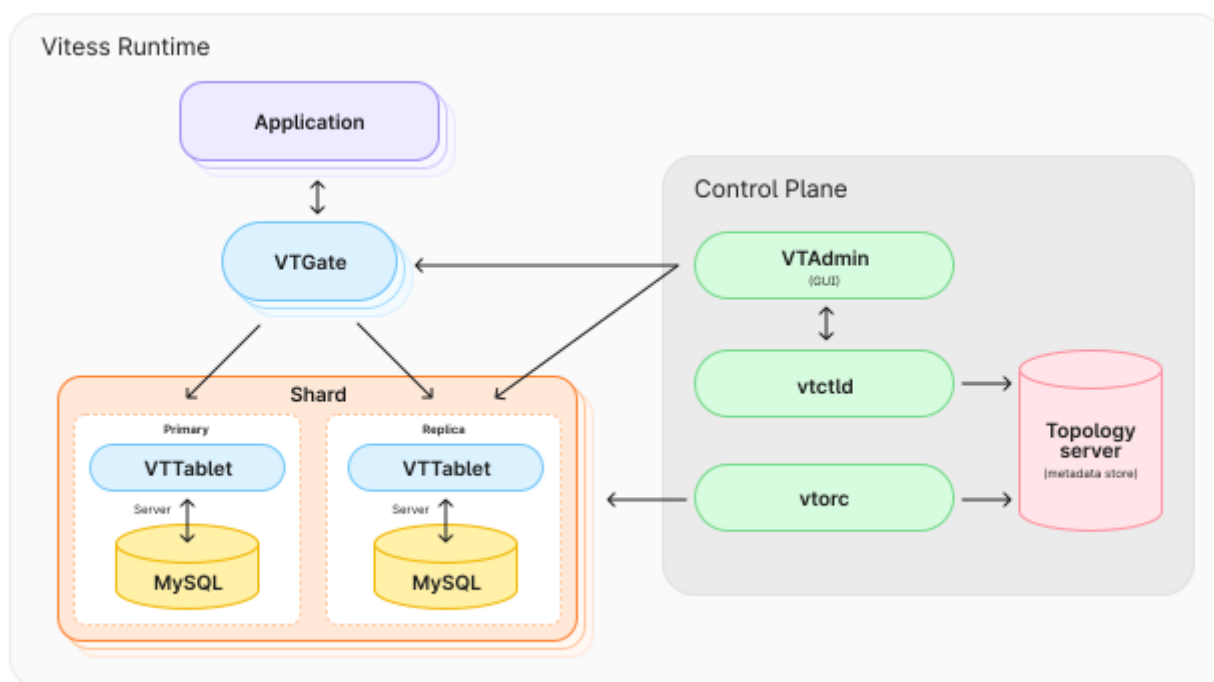 Vitess Runtime
Application
VTGate
Shard
Primary
VTTablet
Server
MySQL
Replica
VTTablet
Server
MySQL
Control Plane
VTAdmin
(GUI)
vtctld
vtorc
Topology
server
(metadata store)